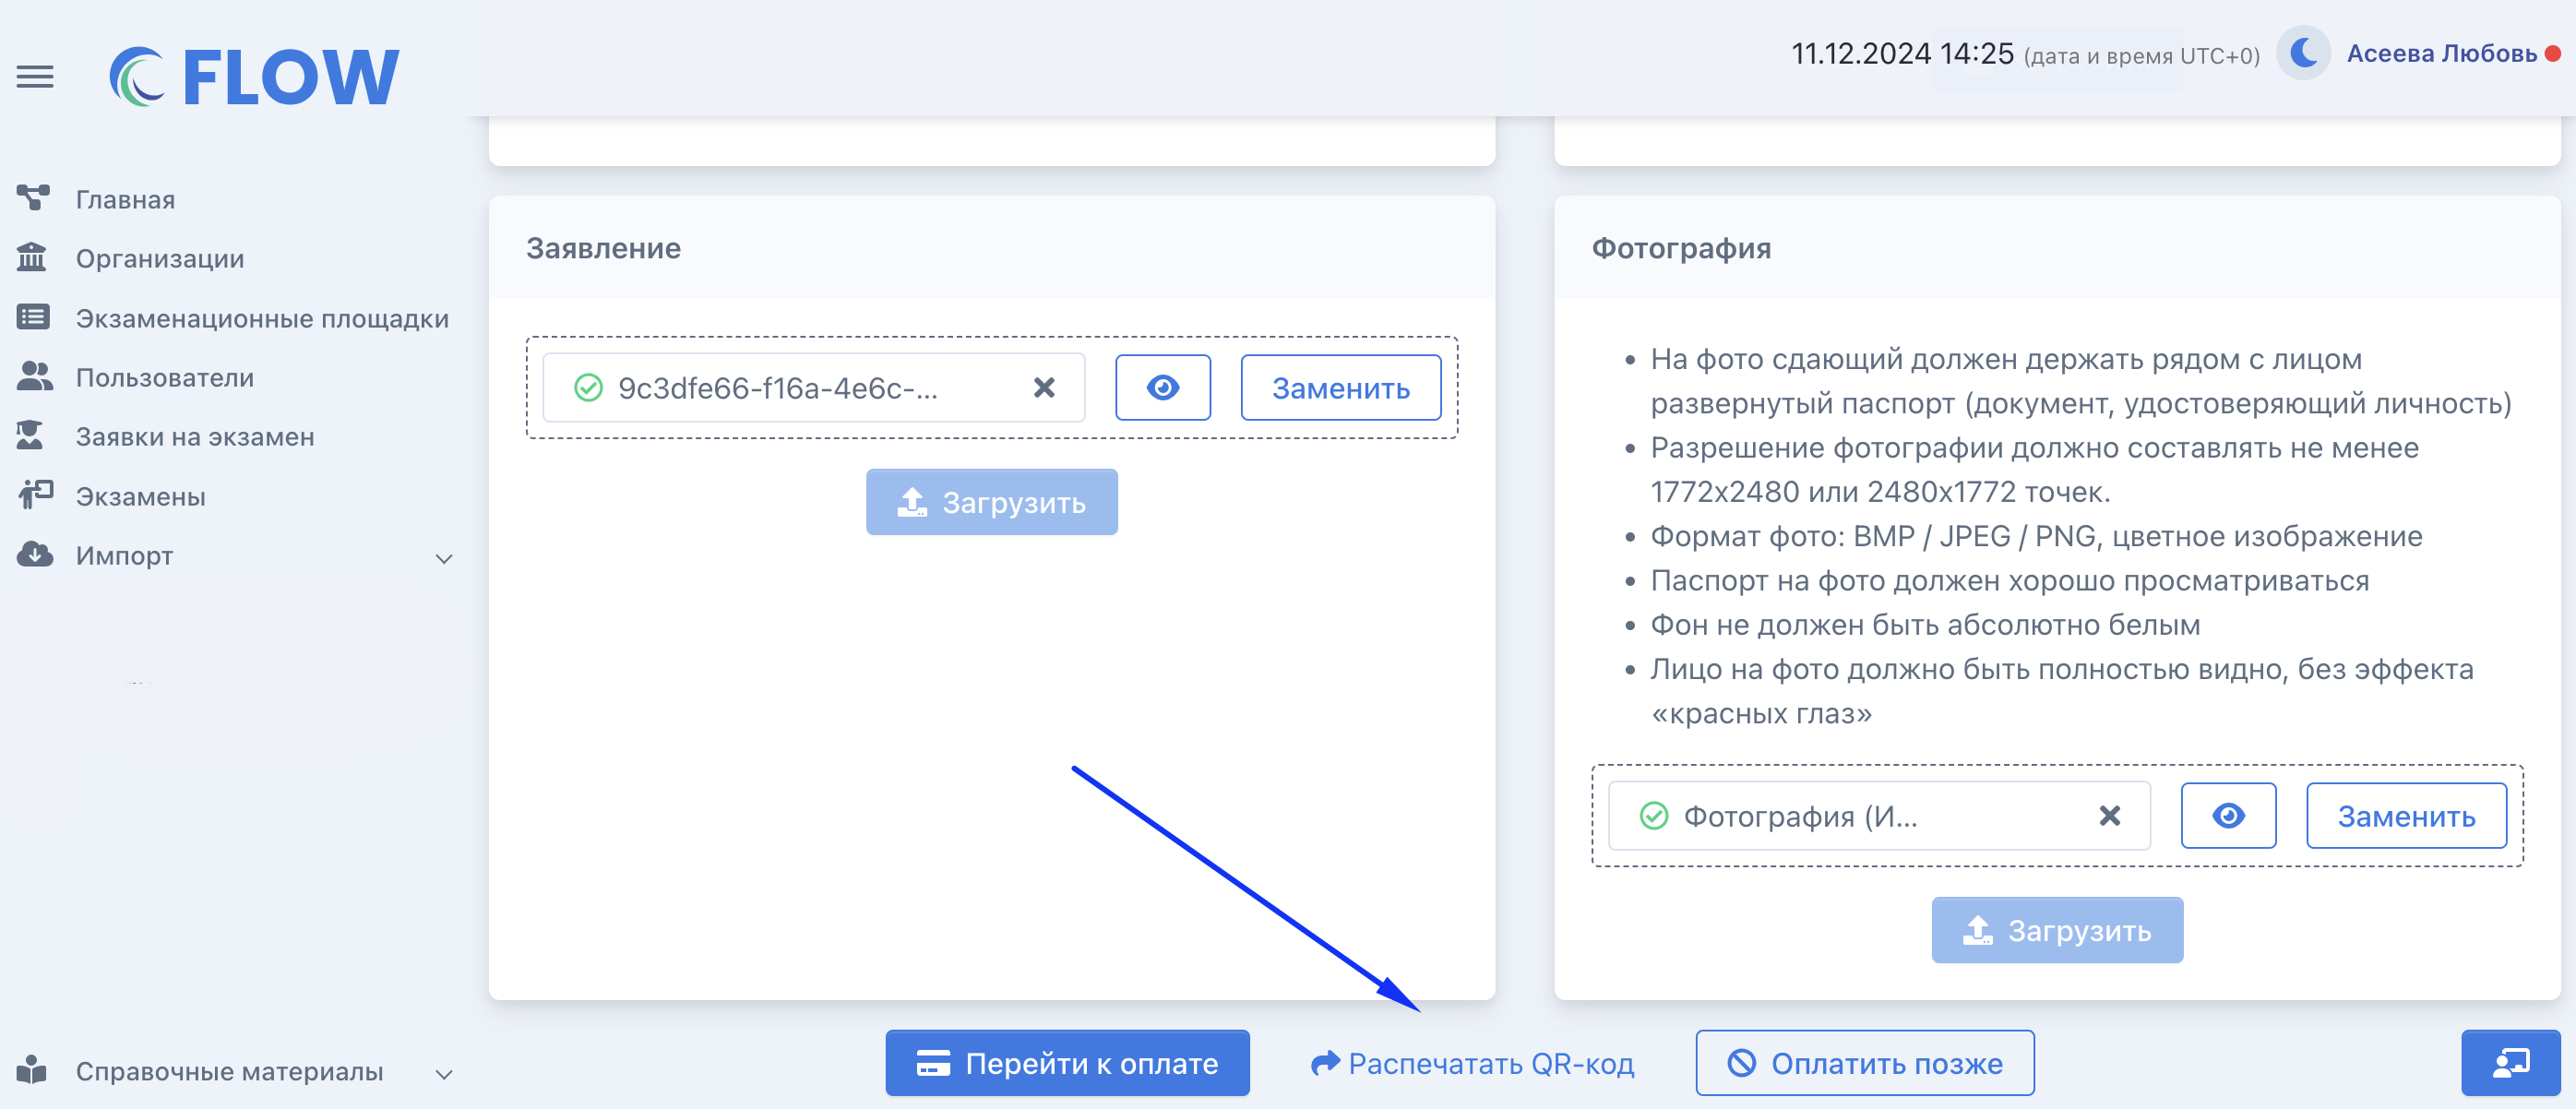 FLOW
11.12.2024 14:25 (дата и время UTC+0)
Асеева Любовь
Главная
Организации
Экзаменационные площадки
Пользователи
Заявки на экзамен
Экзамены
Импорт
Справочные материалы
Заявление
9c3dfe66-f16a-4e6c-...
Заменить
Загрузить
Фотография
• На фото сдающий должен держать рядом с лицом
развернутый паспорт (документ, удостоверяющий личность)
• Разрешение фотографии должно составлять не менее
1772x2480 или 2480x1772 точек.
• Формат фото: BMP / JPEG / PNG, цветное изображение
• Паспорт на фото должен хорошо просматриваться
• Фон не должен быть абсолютно белым
• Лицо на фото должно быть полностью видно, без эффекта
«красных глаз»
Фотография (И...
Заменить
Загрузить
Перейти к оплате
Распечатать QR-код
Оплатить позже